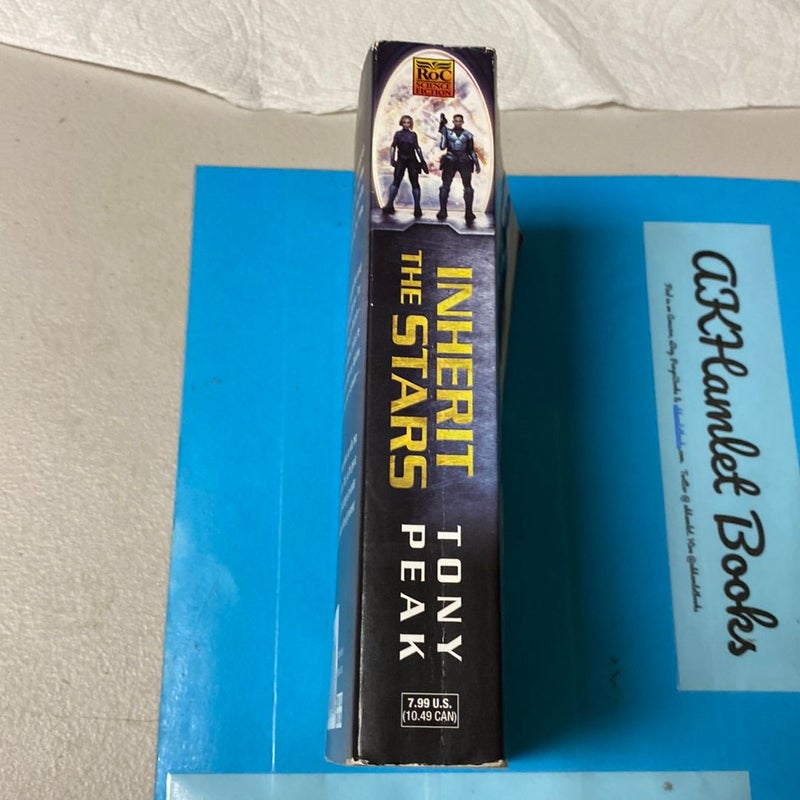 RoC
SCIENCE
FICTION
INHERIT
THE STARS
TONY
PEAK
7.99 U.S.
(10.49 CAN)
AKHamlet Books